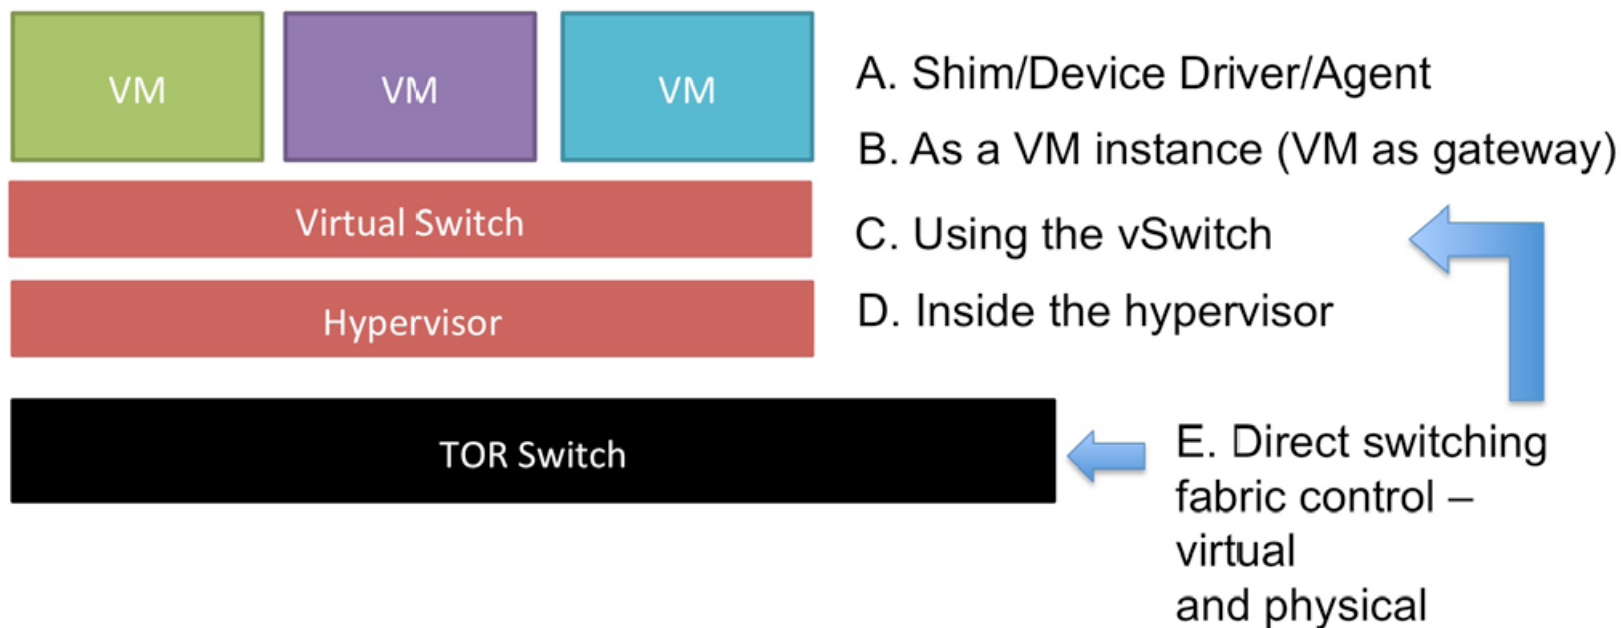 VM
VM
VM
A. Shim/Device Driver/Agent
B. As a VM instance (VM as gateway)
Virtual Switch
C. Using the vSwitch
Hypervisor
D. Inside the hypervisor
TOR Switch
E. Direct switching
fabric control –
virtual
and physical